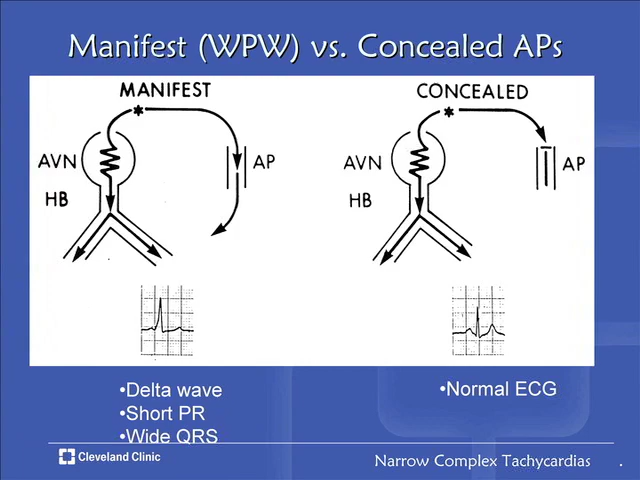 Manifest (WPW) vs. Concealed APs
MANIFEST
CONCEALED
AVN
AP
HB
AVN
AP
HB
•Delta wave
•Short PR
•Wide QRS
•Normal ECG
Cleveland Clinic
Narrow Complex Tachycardias